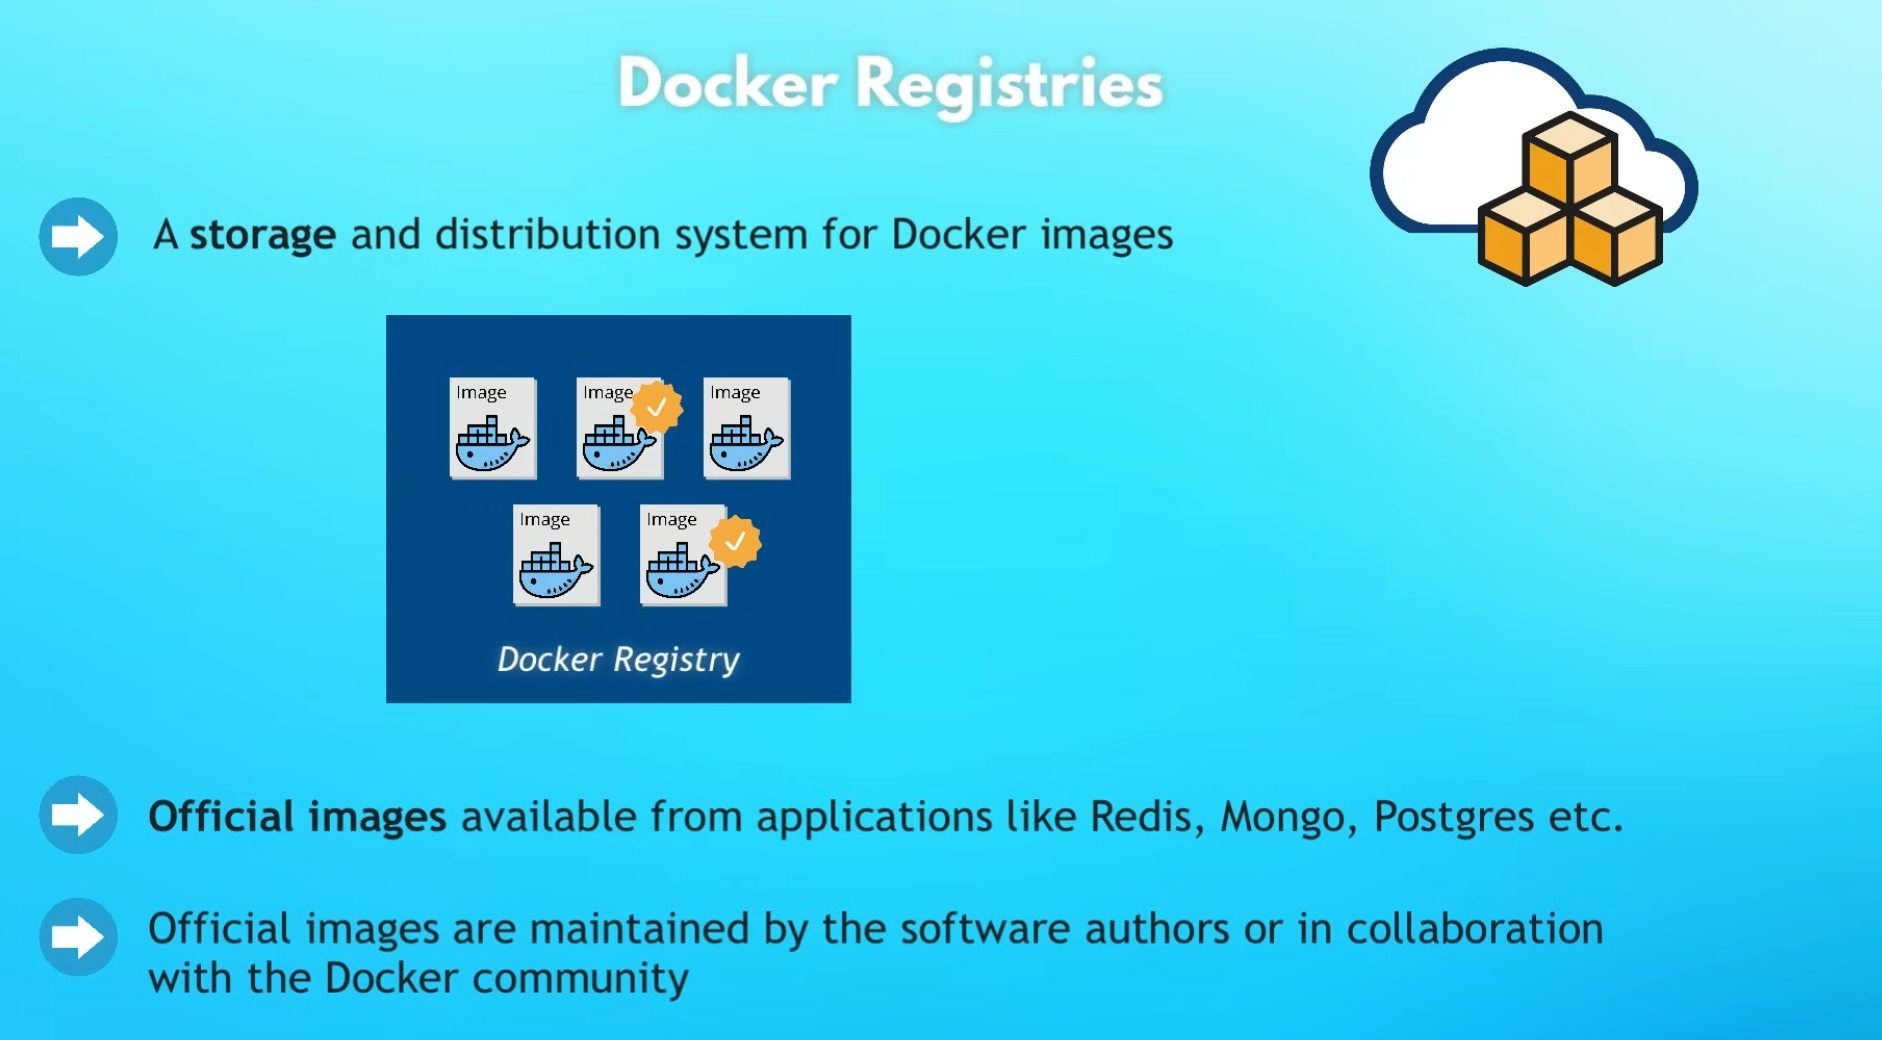 Docker Registries
A storage and distribution system for Docker images
Image
Image
Image
Image
Image
Docker Registry
Official images available from applications like Redis, Mongo, Postgres etc.
Official images are maintained by the software authors or in collaboration
with the Docker community